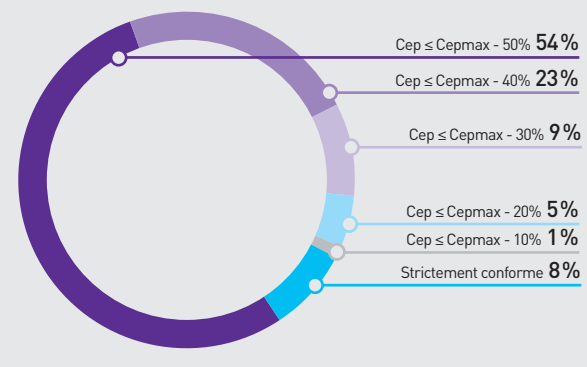 Cep ≤ Cepmax - 50% 54%
Cep ≤ Cepmax - 40% 23%
Cep ≤ Cepmax - 30% 9%
Cep ≤ Cepmax - 20% 5%
Cep ≤ Cepmax - 10% 1%
Strictement conforme 8%